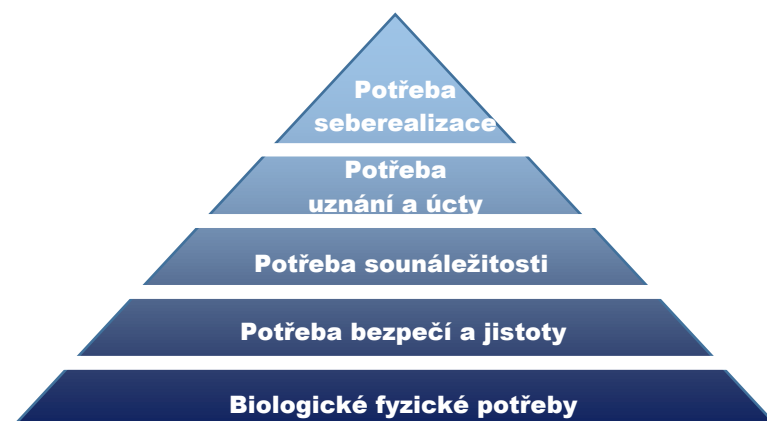 Potřeba
seberealizace
Potřeba
uznání a úcty
Potřeba sounáležitosti
Potřeba bezpečí a jistoty
Biologické fyzické potřeby